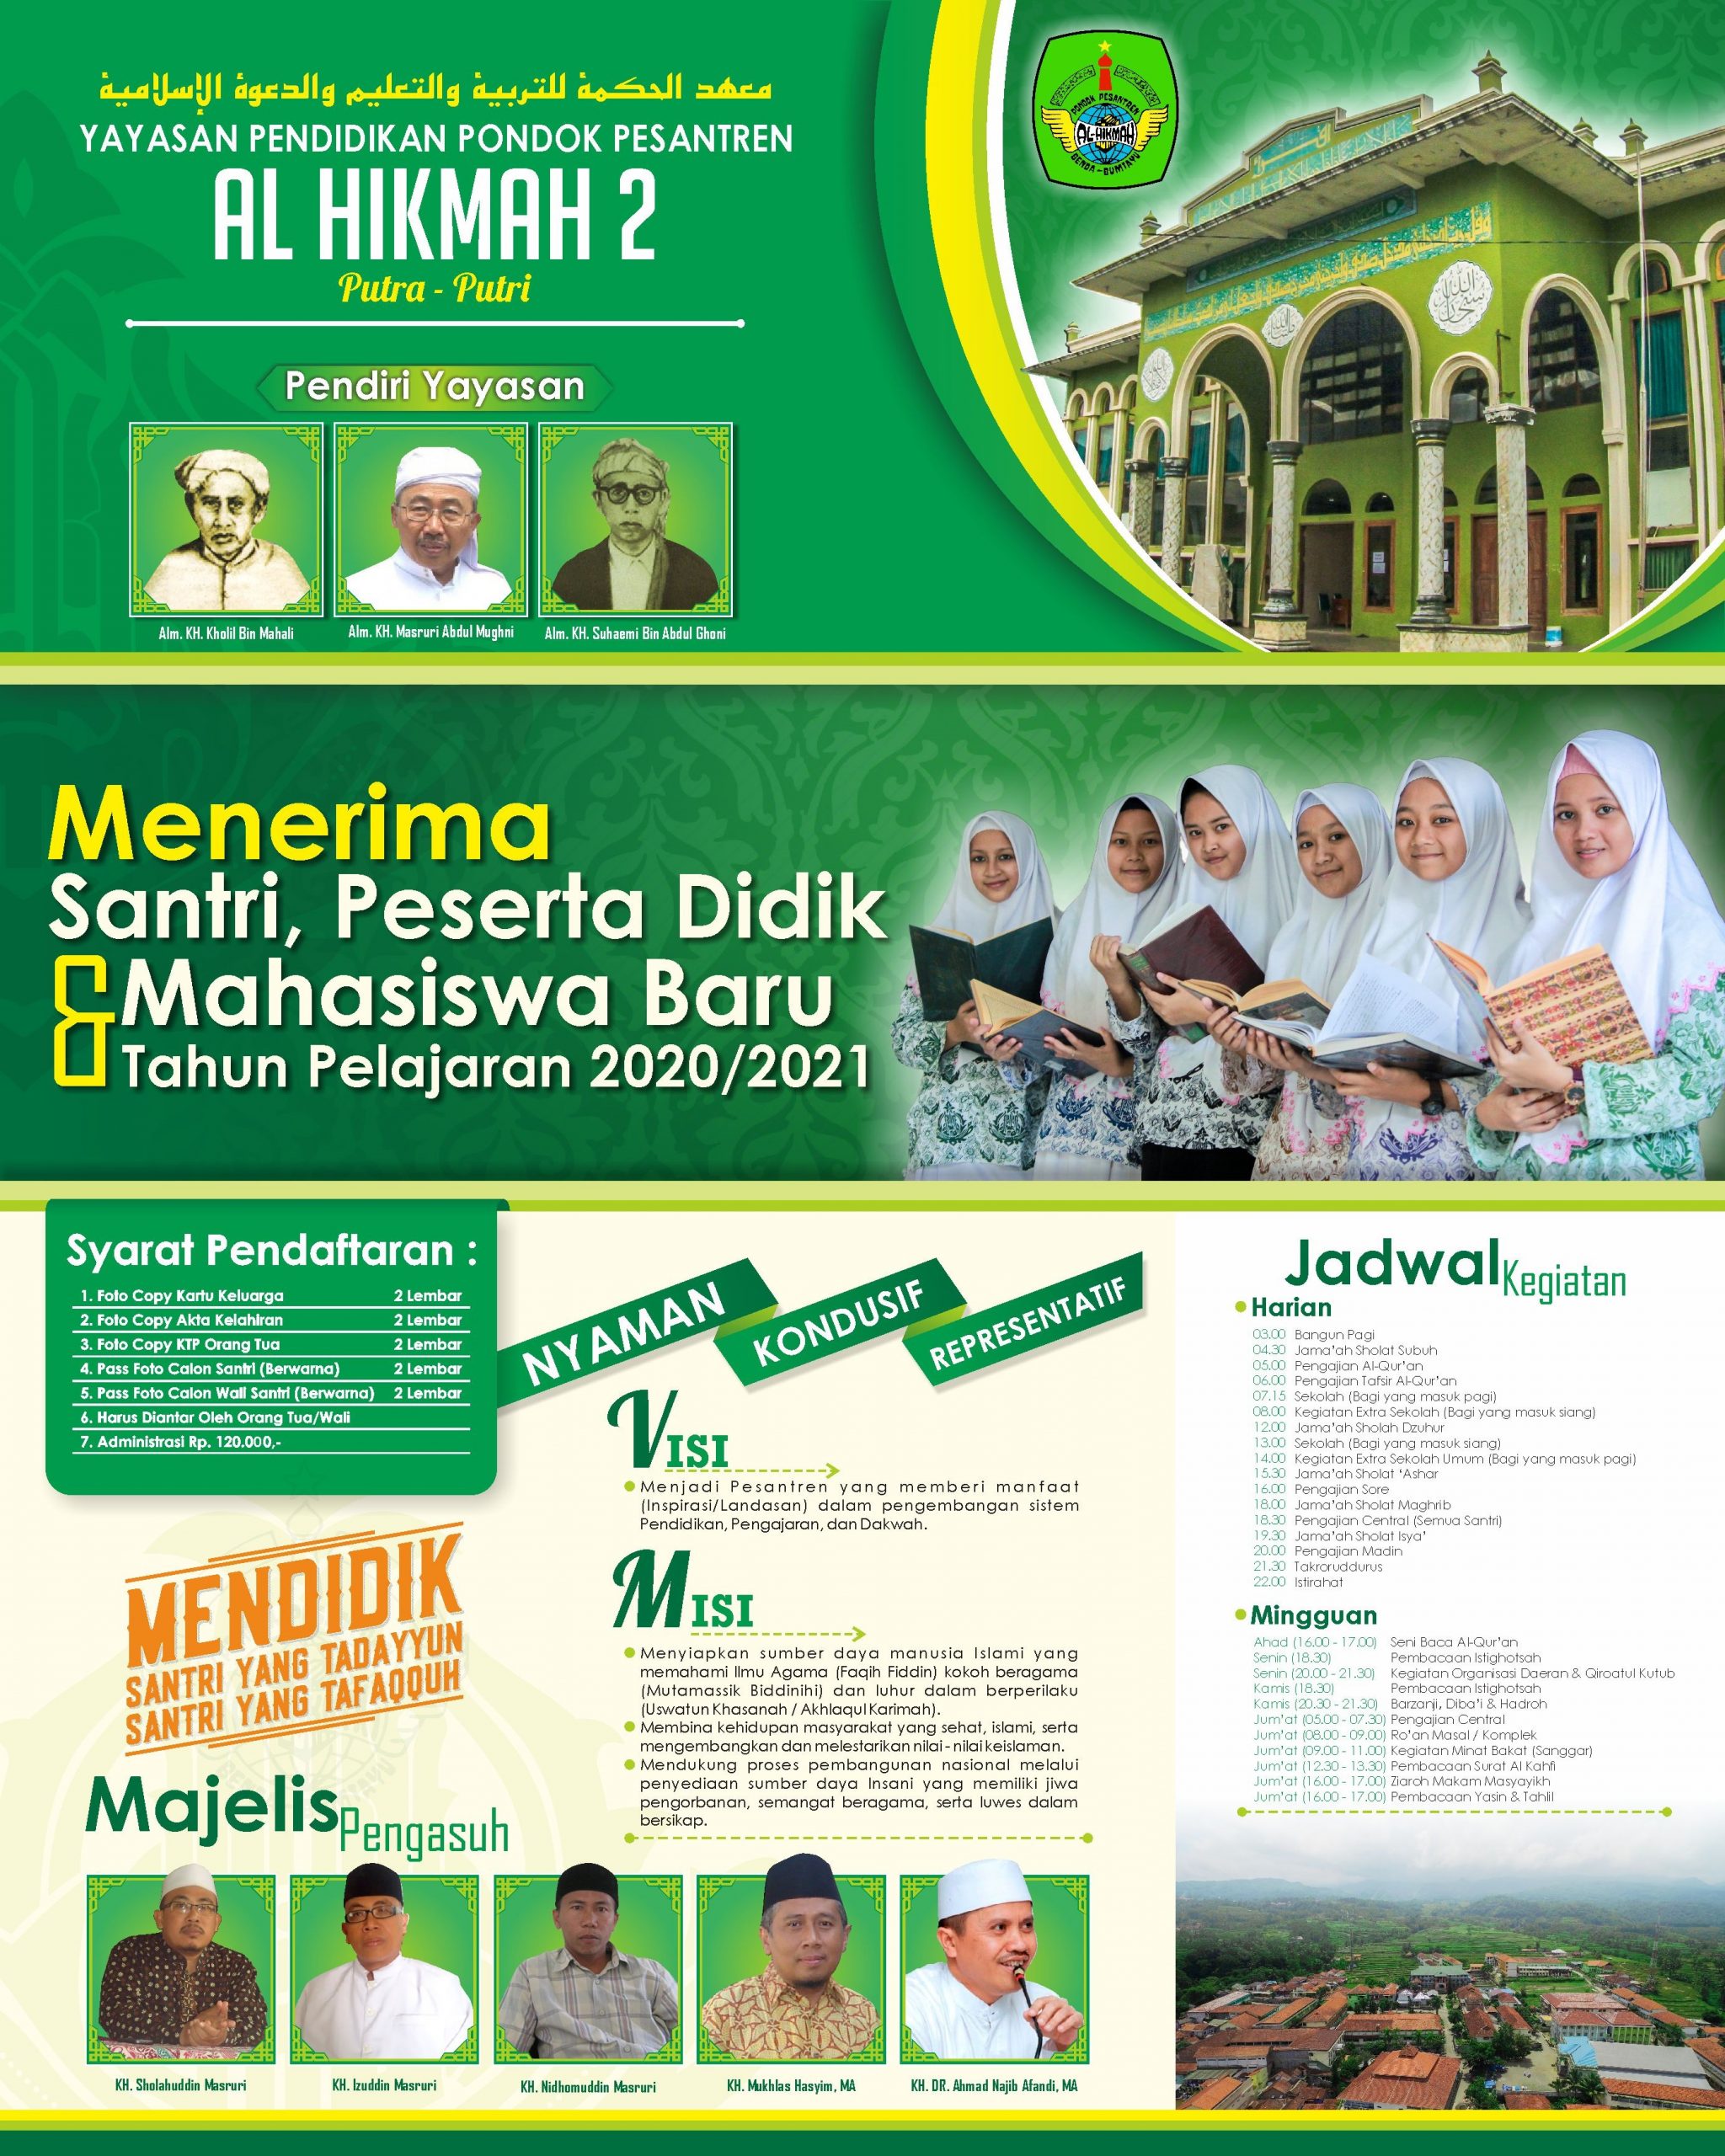 معهد الحكمة للتربية والتعليم والدعوة الإسلامية
YAYASAN PENDIDIKAN PONDOK PESANTREN
AL HIKMAH 2
Putra - Putri
PONDOK PESANTREN
AL-HIKMAH
BENDA-BUMIAYU
Pendiri Yayasan
Alm. KH. Kholil Bin Mahali
Alm. KH. Masruri Abdul Mughni
Alm. KH. Suhaemi Bin Abdul Ghoni
Menerima
Santri, Peserta Didik
& Mahasiswa Baru
Tahun Pelajaran 2020/2021
Syarat Pendaftaran :
1. Foto Copy Kartu Keluarga 2 Lembar
2. Foto Copy Akta Kelahiran 2 Lembar
3. Foto Copy KTP Orang Tua 2 Lembar
4. Pass Foto Calon Santri (Berwarna) 2 Lembar
5. Pass Foto Calon Wali Santri (Berwarna) 2 Lembar
6. Harus Diantar Oleh Orang Tua/Wali
7. Administrasi Rp. 120.000,-
MENDIDIK
SANTRI YANG TADAYYUN
SANTRI YANG TAFAQQUH
NYAMAN
KONDUSIF
REPRESENTATIF
VISI
Menjadi Pesantren yang memberi manfaat
(Inspirasi/Landasan) dalam pengembangan sistem
Pendidikan, Pengajaran, dan Dakwah.
MISI
Menyiapkan sumber daya manusia Islami yang
memahami Ilmu Agama (Faqih Fiddin) kokoh beragama
(Mutamassik Biddinihi) dan luhur dalam berperilaku
(Uswatun Khasanah / Akhlaqul Karimah).
Membina kehidupan masyarakat yang sehat, islami, serta
mengembangkan dan melestarikan nilai - nilai keislaman.
Mendukung proses pembangunan nasional melalui
penyediaan sumber daya Insani yang memiliki jiwa
pengorbanan, semangat beragama, serta luwes dalam
bersikap.
Jadwal Kegiatan
Harian
03.00 Bangun Pagi
04.30 Jama'ah Sholat Subuh
05.00 Pengajian Al-Qur'an
06.00 Pengajian Tafsir Al-Qur'an
07.15 Sekolah (Bagi yang masuk pagi)
08.00 Kegiatan Extra Sekolah (Bagi yang masuk siang)
12.00 Jama'ah Sholah Dzuhur
13.00 Sekolah (Bagi yang masuk siang)
14.00 Kegiatan Extra Sekolah Umum (Bagi yang masuk pagi)
15.30 Jama'ah Sholat 'Ashar
16.00 Pengajian Sore
18.00 Jama'ah Sholat Maghrib
18.30 Pengajian Central (Semua Santri)
19.30 Jama'ah Sholat Isya'
20.00 Pengajian Madin
21.30 Takroruddurus
22.00 Istirahat
Mingguan
Ahad (16.00 - 17.00) Seni Baca Al-Qur'an
Senin (18.30) Pembacaan Istighotsah
Senin (20.00 - 21.30) Kegiatan Organisasi Daeran & Qiroatul Kutub
Kamis (18.30) Pembacaan Istighotsah
Kamis (20.30 - 21.30) Barzanji, Diba'i & Hadroh
Jum'at (05.00 - 07.30) Pengajian Central
Jum'at (08.00 - 09.00) Ro'an Masal / Komplek
Jum'at (09.00 - 11.00) Kegiatan Minat Bakat (Sanggar)
Jum'at (12.30 - 13.30) Pembacaan Surat Al Kahfi
Jum'at (16.00 - 17.00) Ziaroh Makam Masyayikh
Jum'at (16.00 - 17.00) Pembacaan Yasin & Tahlil
Majelis Pengasuh
KH. Sholahuddin Masruri
KH. Izuddin Masruri
KH. Nidhomuddin Masruri
KH. Mukhlas Hasyim, MA
KH. DR. Ahmad Najib Afandi, MA